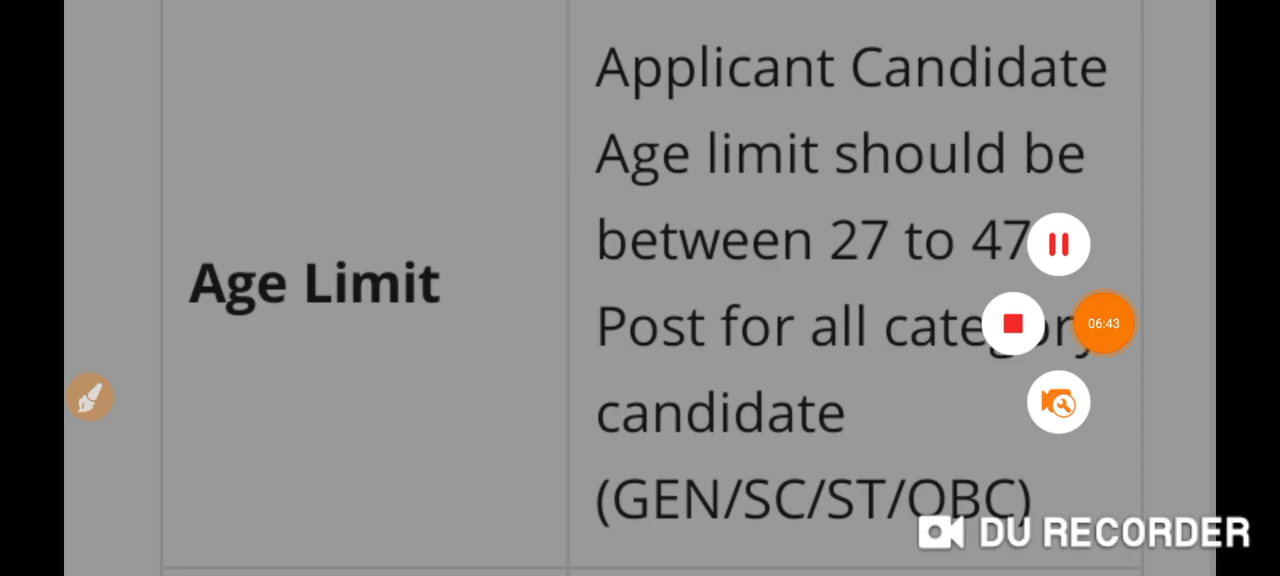 Applicant Candidate
Age limit should be
between 27 to 47
Age Limit
Post for all category
candidate
(GEN/SC/ST/OBC)
06:43
DU RECORDER